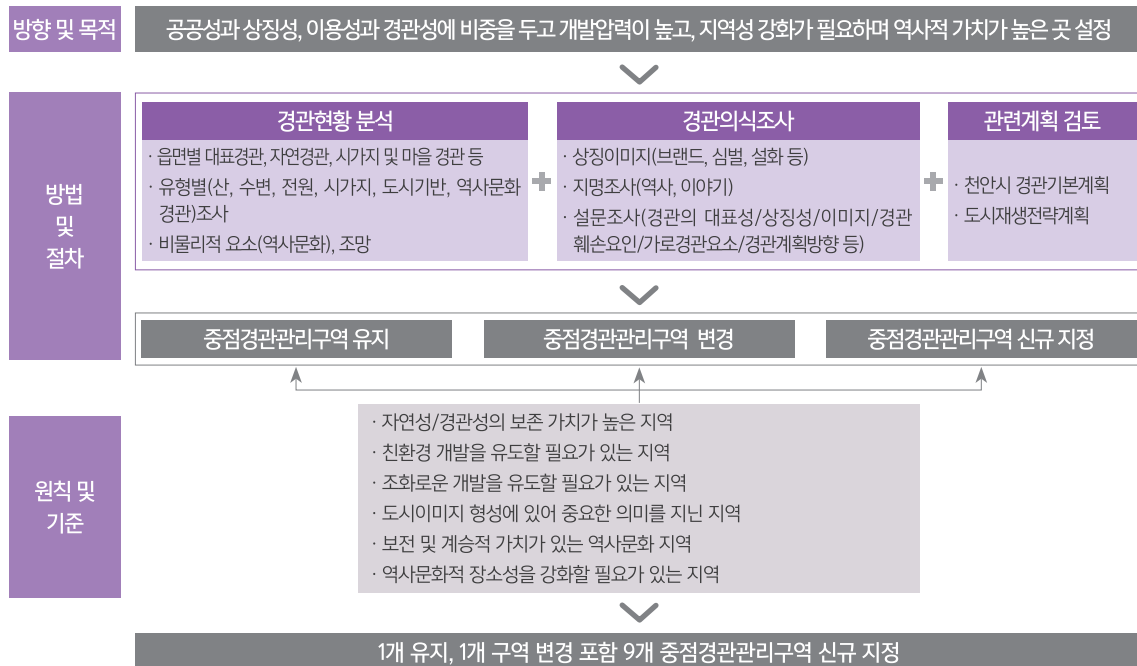 방향 및 목적
공공성과 상징성, 이용성과 경관성에 비중을 두고 개발압력이 높고, 지역성 강화가 필요하며 역사적 가치가 높은 곳 설정
방법
및
절차
경관현황 분석
· 읍면별 대표경관, 자연경관, 시가지 및 마을 경관 등
· 유형별(산, 수변, 전원, 시가지, 도시기반, 역사문화
경관)조사
· 비물리적 요소(역사문화), 조망
+
경관의식조사
· 상징이미지(브랜드, 심벌, 설화 등)
· 지명조사(역사, 이야기)
· 설문조사(경관의 대표성/상징성/이미지/경관
훼손요인/가로경관요소/경관계획방향 등)
+
관련계획 검토
· 천안시 경관기본계획
· 도시재생전략계획
중점경관관리구역 유지
중점경관관리구역 변경
중점경관관리구역 신규 지정
원칙 및
기준
· 자연성/경관성의 보존 가치가 높은 지역
· 친환경 개발을 유도할 필요가 있는 지역
· 조화로운 개발을 유도할 필요가 있는 지역
· 도시이미지 형성에 있어 중요한 의미를 지닌 지역
· 보전 및 계승적 가치가 있는 역사문화 지역
· 역사문화적 장소성을 강화할 필요가 있는 지역
1개 유지, 1개 구역 변경 포함 9개 중점경관관리구역 신규 지정